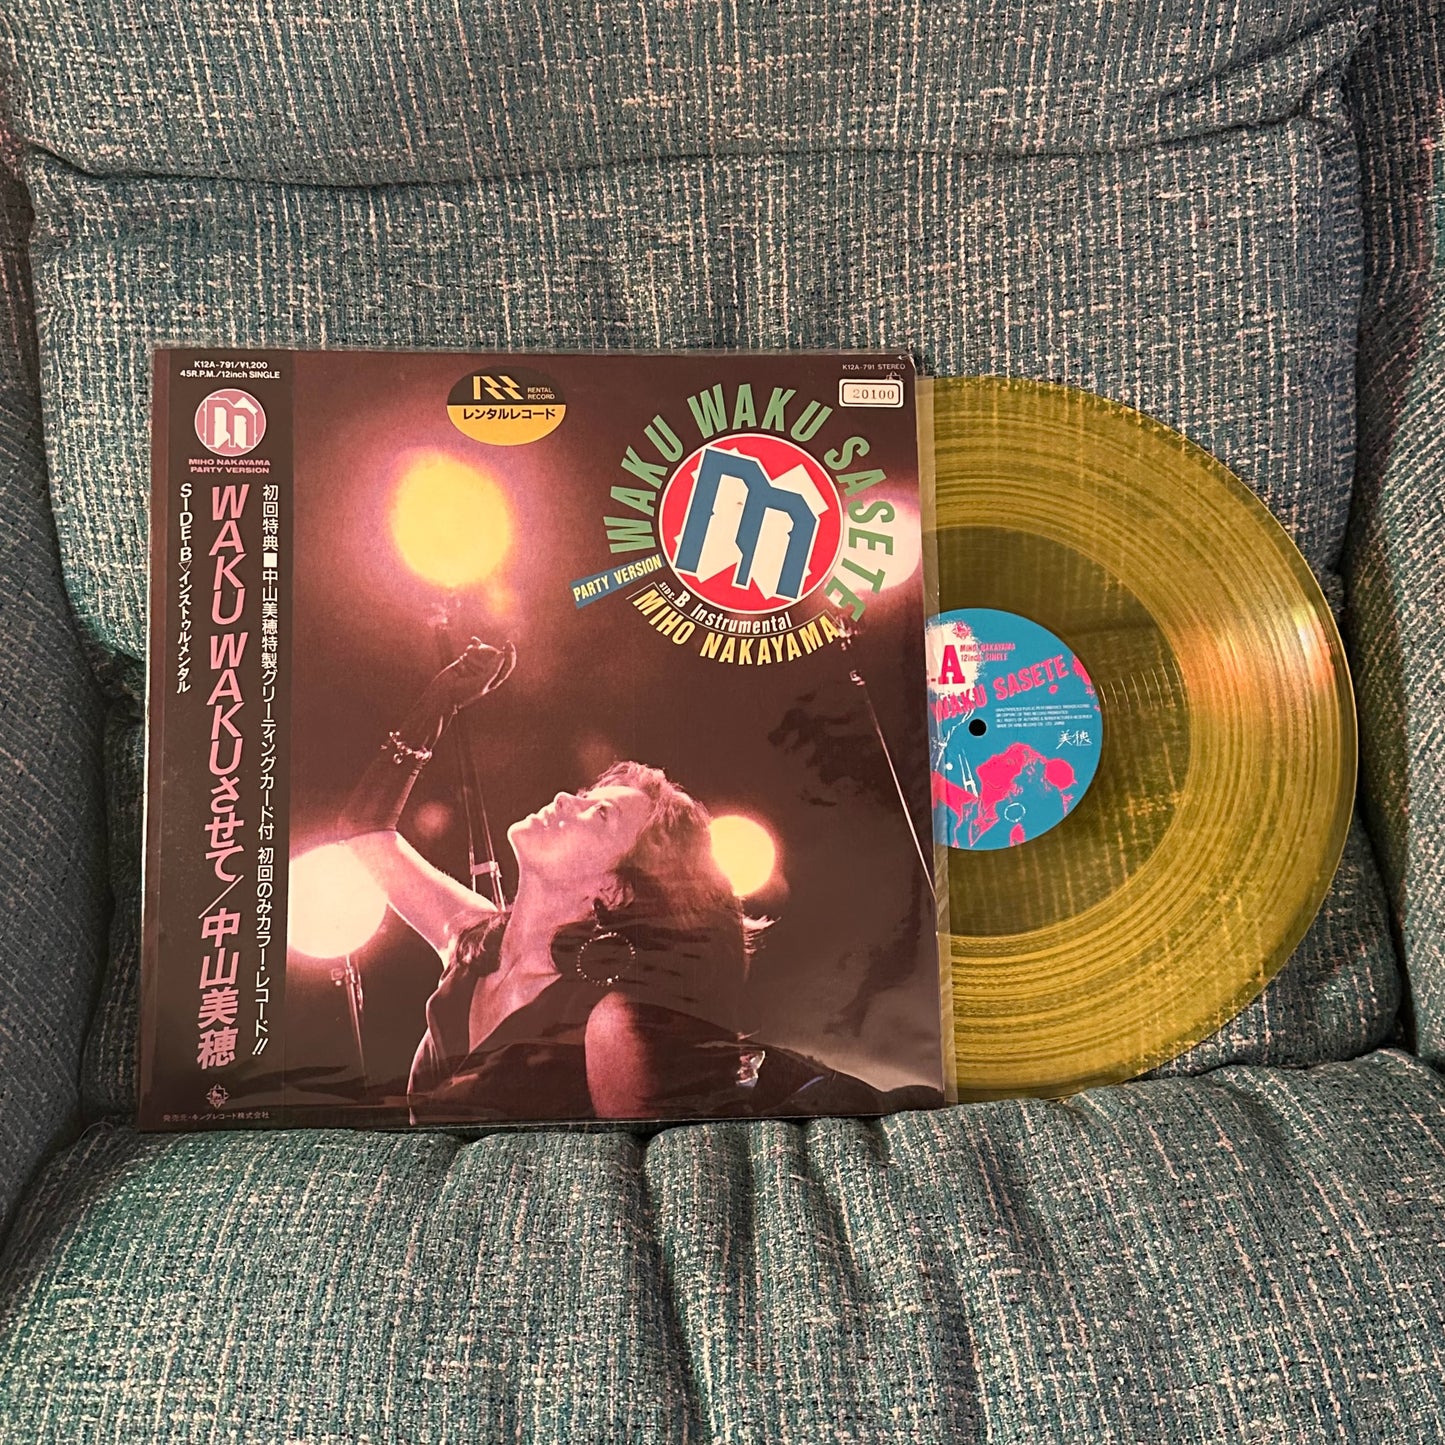 K12A-791/¥1,200
45R.P.M./12inch SINGLE
m
MIHO NAKAYAMA
PARTY VERSION
初回特典■中山美穂特製グリーティングカード付 初回のみカラー・レコード!!
WAKU WAKUさせて/中山美穂
SIDE-B▽インストゥルメンタル
発売元・キングレコード株式会社
RR
RENTAL
RECORD
レンタルレコード
K12A-791 STEREO
20100
WAKU WAKU SASETE
m
PARTY VERSION
SIDE.B Instrumental
MIHO NAKAYAMA
A
MIHO NAKAYAMA
12inch SINGLE
WAKU SASETE
美穂